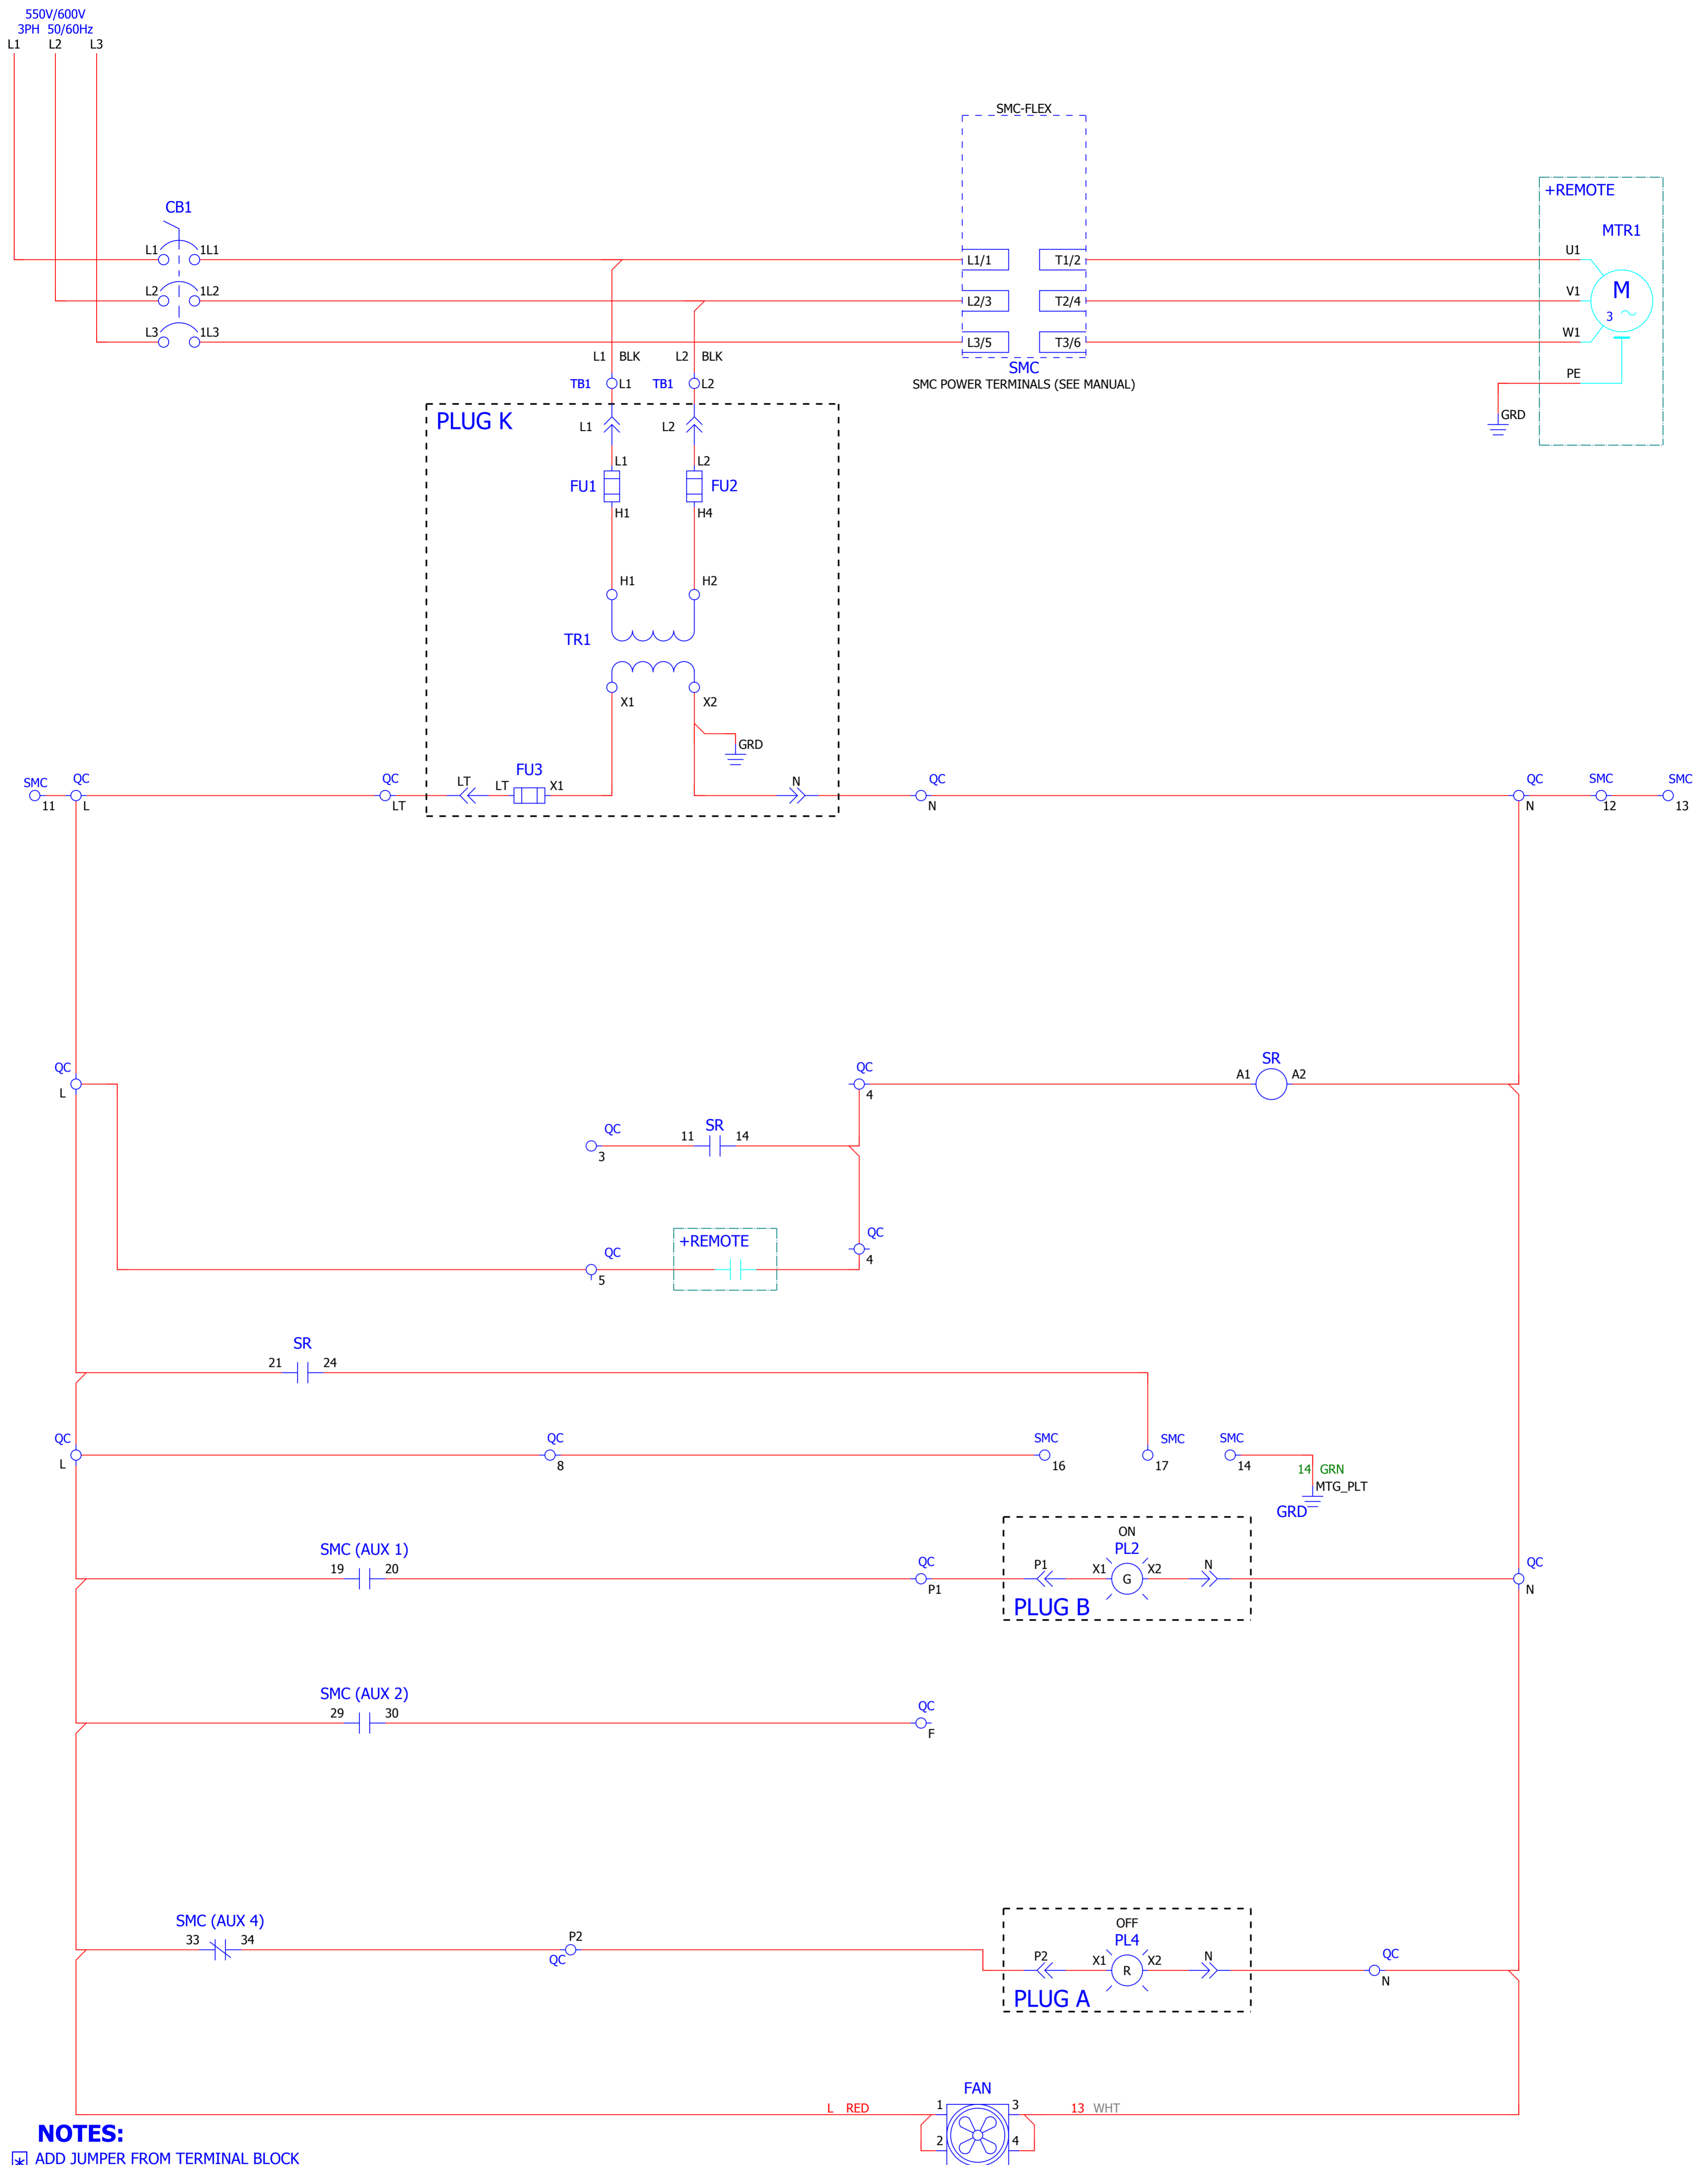 550V/600V
3PH 50/60Hz
L1 L2 L3
SMC-FLEX
+REMOTE
CB1
MTR1
L1 1L1 L1/1 T1/2 U1
L2 1L2 L2/3 T2/4 V1 M
3
L3 1L3 L3/5 T3/6 W1
L1 BLK L2 BLK
SMC
SMC POWER TERMINALS (SEE MANUAL)
PE
TB1 L1 TB1 L2
GRD
PLUG K
L1 L2
L1 L2
FU1 FU2
H1 H4
H1 H2
TR1
X1 X2
GRD
FU3
SMC QC QC LT LT X1 N QC QC SMC SMC
11 L LT N N 12 13
QC QC SR
L 4 A1 A2
QC SR
3 11 14
QC +REMOTE QC
5 4
SR
21 24
QC QC SMC SMC SMC
L 8 16 17 14
14 GRN
MTG_PLT
GRD
ON
SMC (AUX 1) PL2
19 20 QC P1 X1 G X2 N QC
P1 N
PLUG B
SMC (AUX 2)
29 30 QC
F
OFF
SMC (AUX 4) PL4
33 34 P2
QC
P2 X1 R X2 N QC
N
PLUG A
FAN
L RED 1 3 13 WHT
2 4
NOTES:
* ADD JUMPER FROM TERMINAL BLOCK